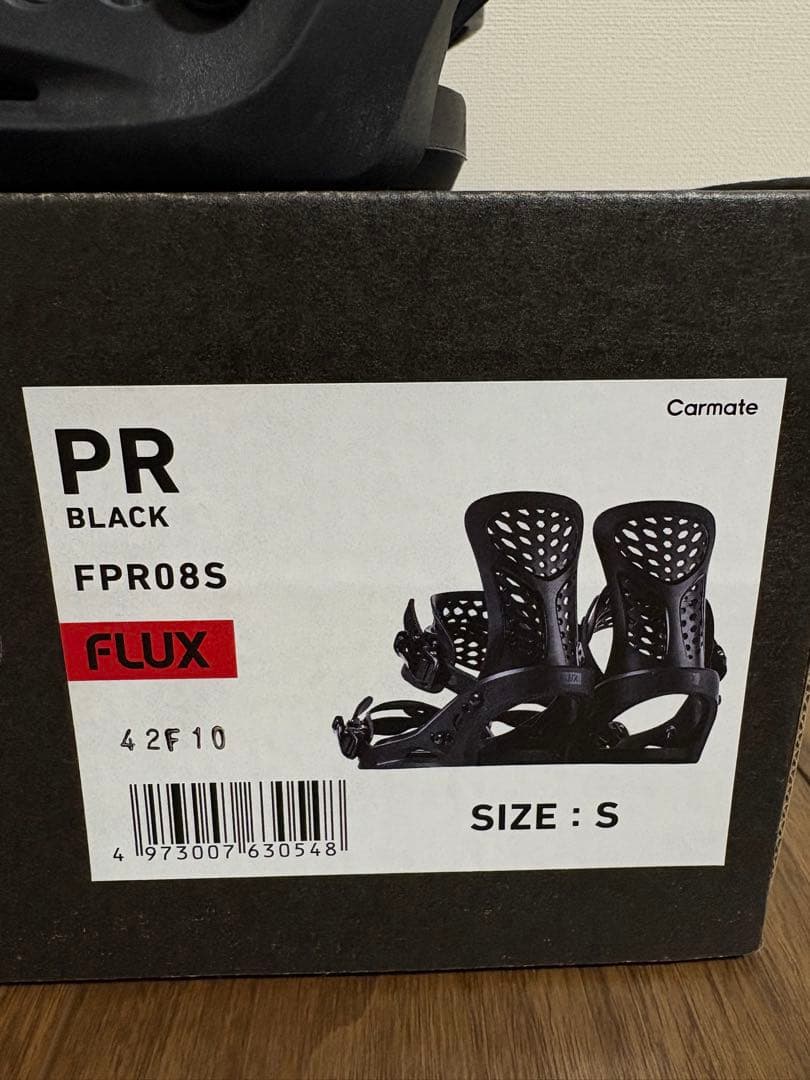 Carmate
PR
BLACK
FPR08S
FLUX
42F10
4 973007 630548
SIZE : S